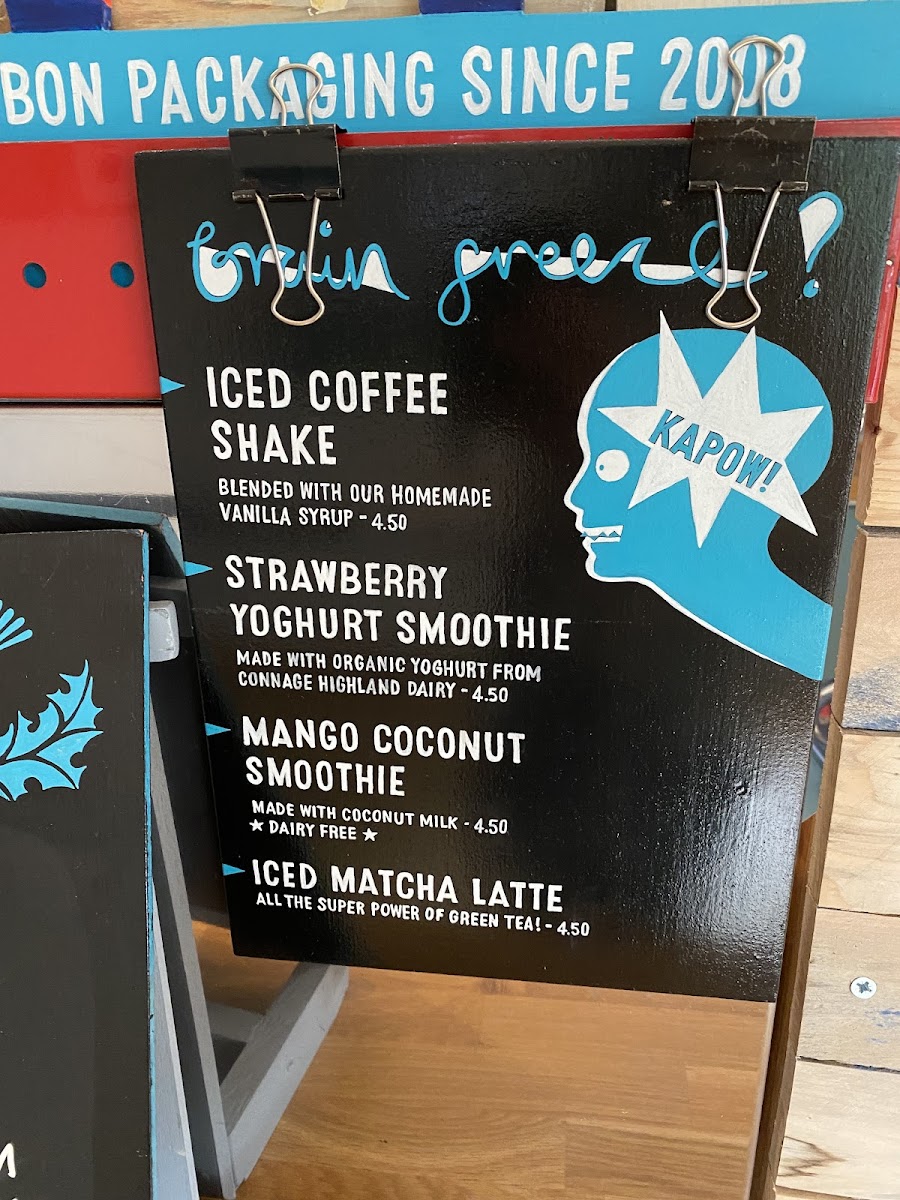 BON PACKAGING SINCE 2008
brain freeze?
KAPOW!
ICED COFFEE
SHAKE
BLENDED WITH OUR HOMEMADE
VANILLA SYRUP - 4.50
STRAWBERRY
YOGHURT SMOOTHIE
MADE WITH ORGANIC YOGHURT FROM
CONNAGE HIGHLAND DAIRY - 4.50
MANGO COCONUT
SMOOTHIE
MADE WITH COCONUT MILK - 4.50
★ DAIRY FREE ★
ICED MATCHA LATTE
ALL THE SUPER POWER OF GREEN TEA! - 4.50